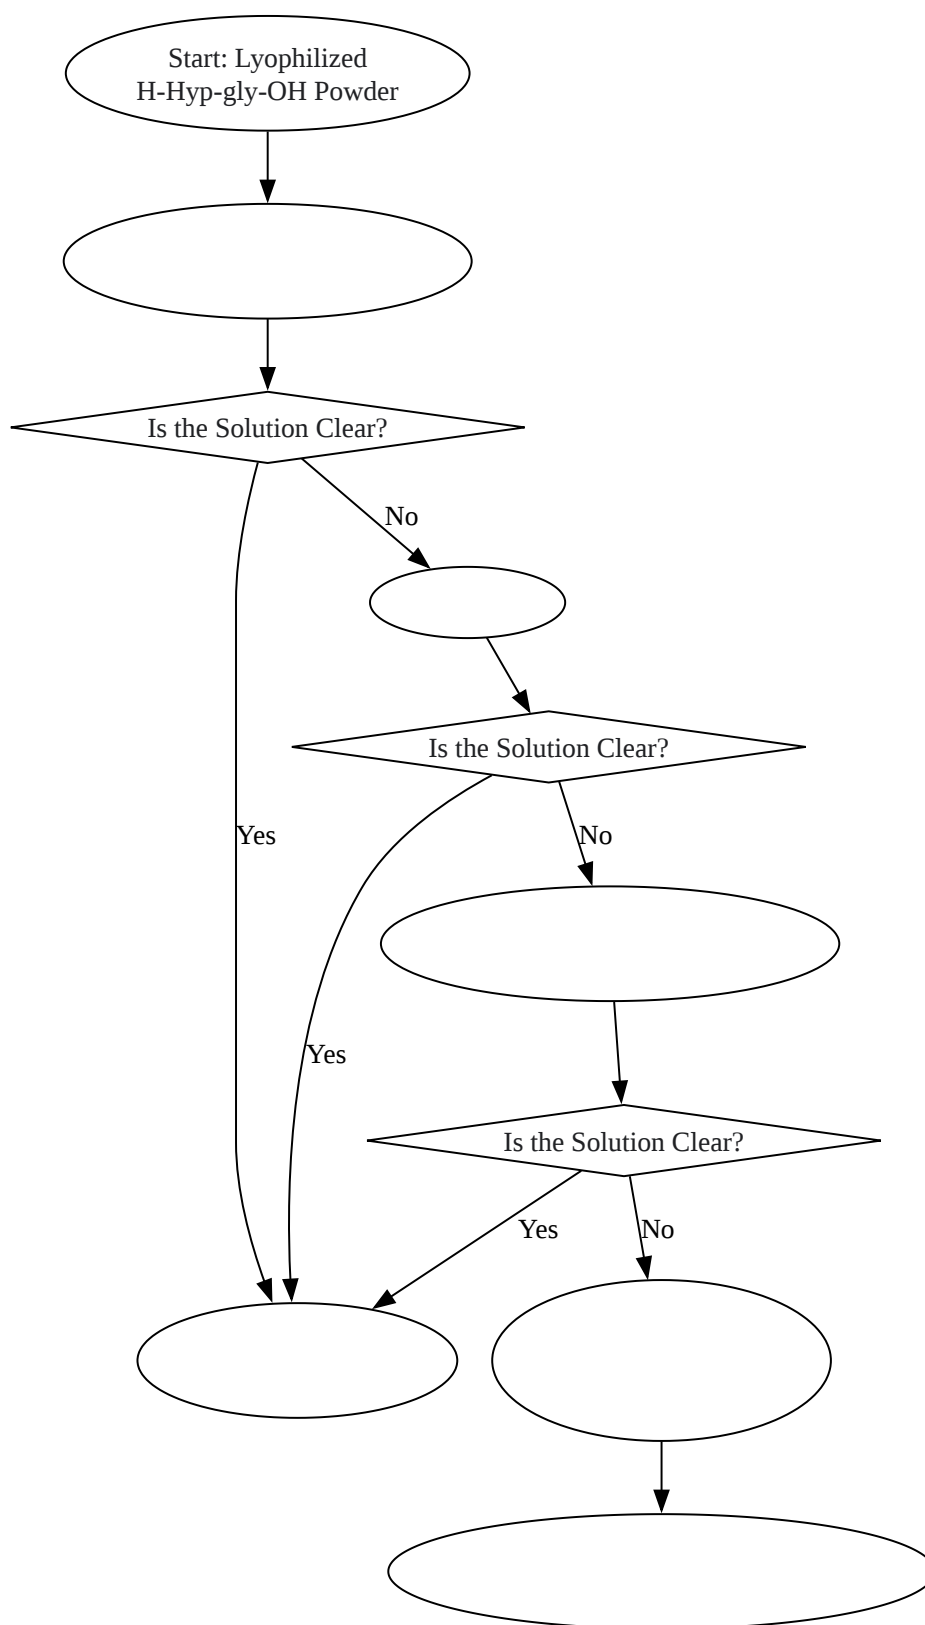 Start: Lyophilized
H-Hyp-gly-OH Powder
Is the Solution Clear?
No
Is the Solution Clear?
Yes
No
Yes
Is the Solution Clear?
Yes
No